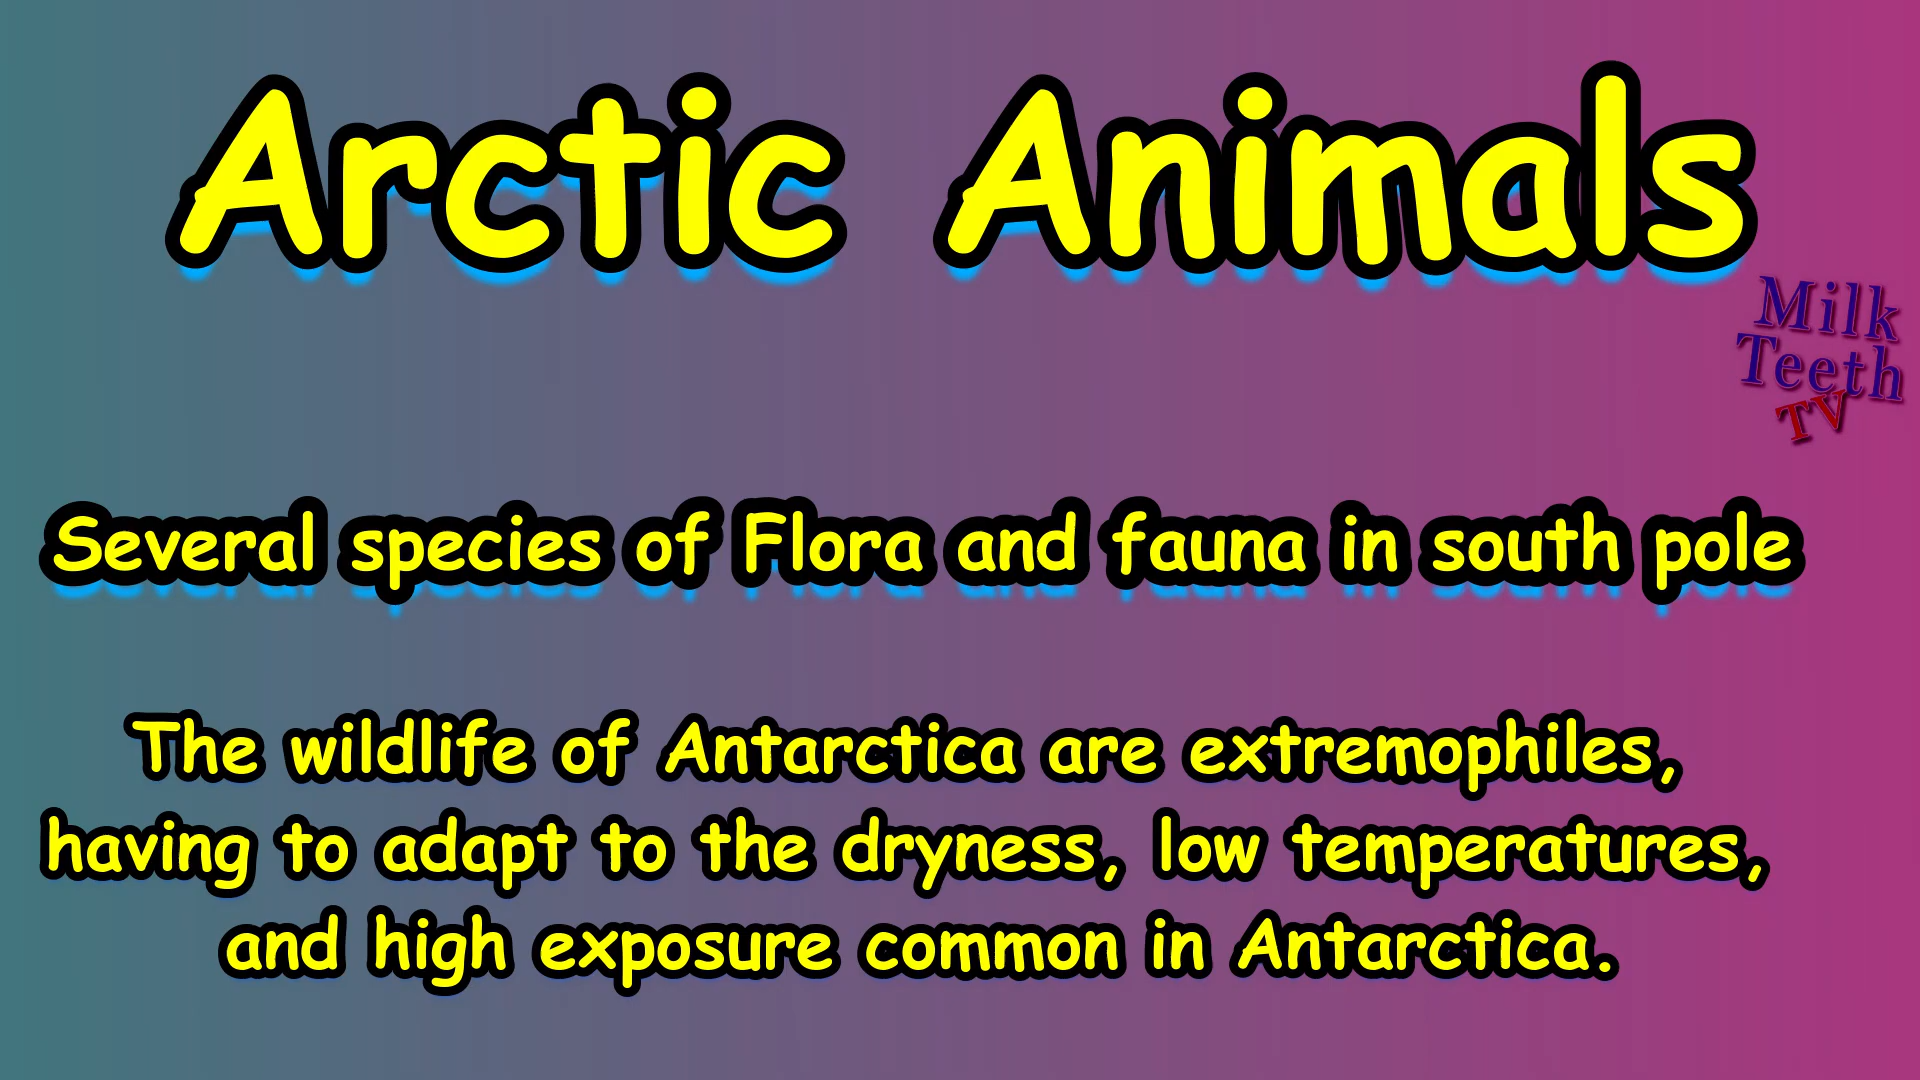 Arctic Animals
Milk
Teeth
TV
Several species of Flora and fauna in south pole
The wildlife of Antarctica are extremophiles,
having to adapt to the dryness, low temperatures,
and high exposure common in Antarctica.